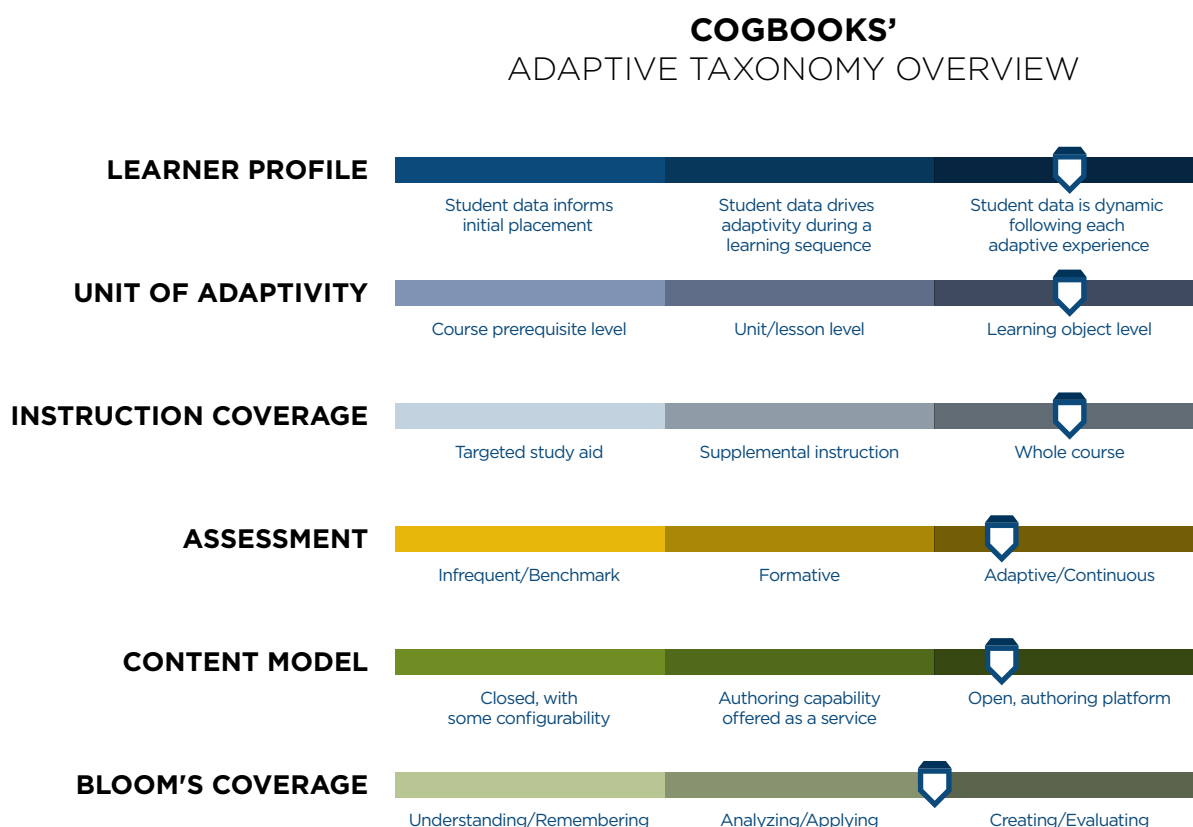 COGBOOKS’
ADAPTIVE TAXONOMY OVERVIEW
LEARNER PROFILE
Student data informs
initial placement
Student data drives
adaptivity during a
learning sequence
Student data is dynamic
following each
adaptive experience
UNIT OF ADAPTIVITY
Course prerequisite level
Unit/lesson level
Learning object level
INSTRUCTION COVERAGE
Targeted study aid
Supplemental instruction
Whole course
ASSESSMENT
Infrequent/Benchmark
Formative
Adaptive/Continuous
CONTENT MODEL
Closed, with
some configurability
Authoring capability
offered as a service
Open, authoring platform
BLOOM'S COVERAGE
Understanding/Remembering
Analyzing/Applying
Creating/Evaluating